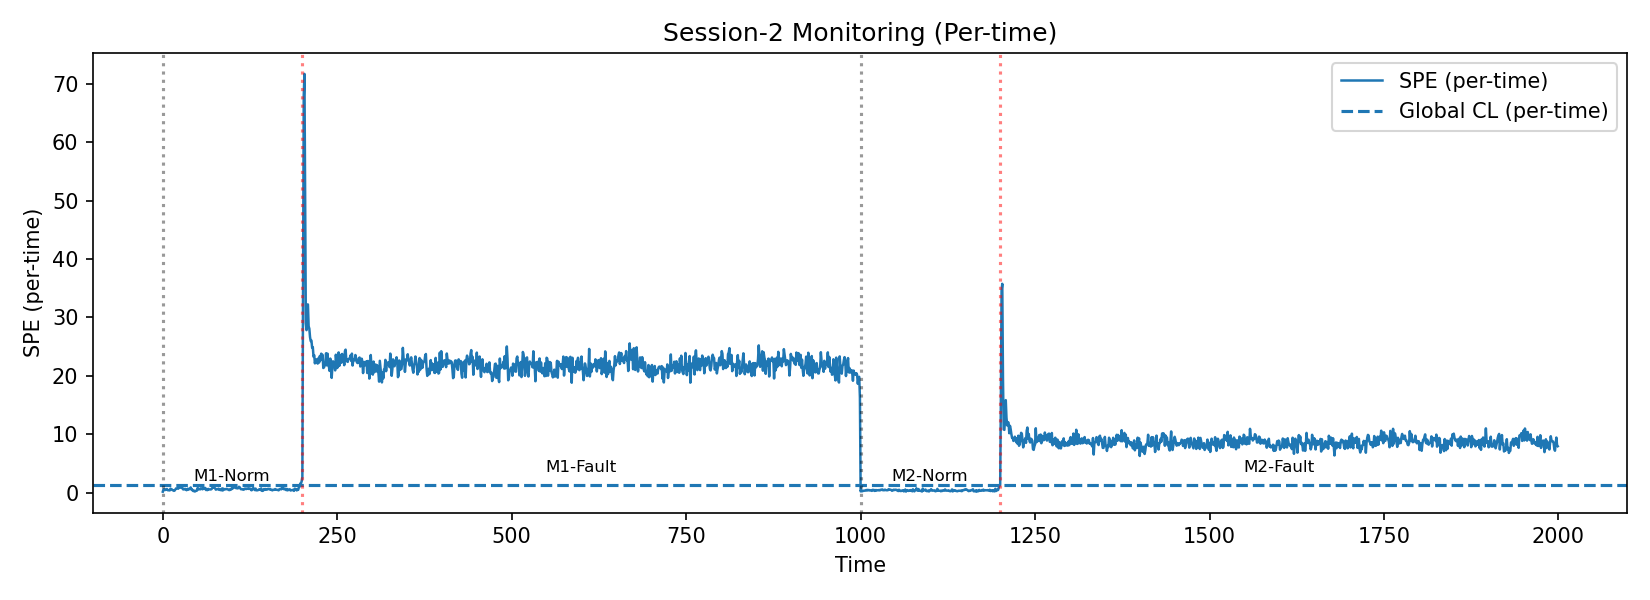 Session-2 Monitoring (Per-time)
SPE (per-time)
Global CL (per-time)
SPE (per-time)
70
60
50
40
30
20
10
0
M1-Norm
M1-Fault
M2-Norm
M2-Fault
0 250 500 750 1000 1250 1500 1750 2000
Time